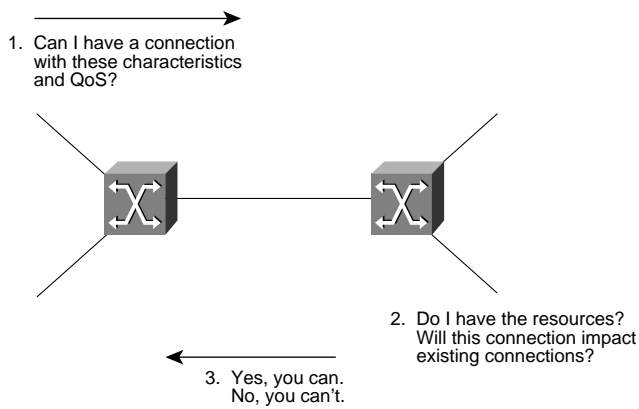 1. Can I have a connection
with these characteristics
and QoS?
2. Do I have the resources?
Will this connection impact
existing connections?
3. Yes, you can.
No, you can't.